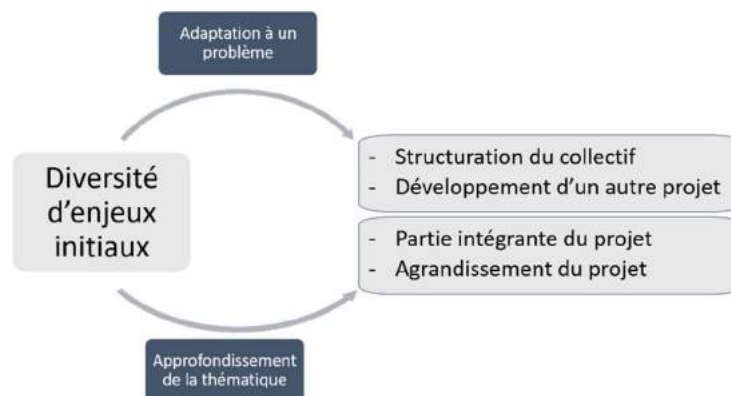 Adaptation à un
problème
Diversité
d'enjeux
initiaux
- Structuration du collectif
- Développement d'un autre projet
- Partie intégrante du projet
- Agrandissement du projet
Approfondissement
de la thématique